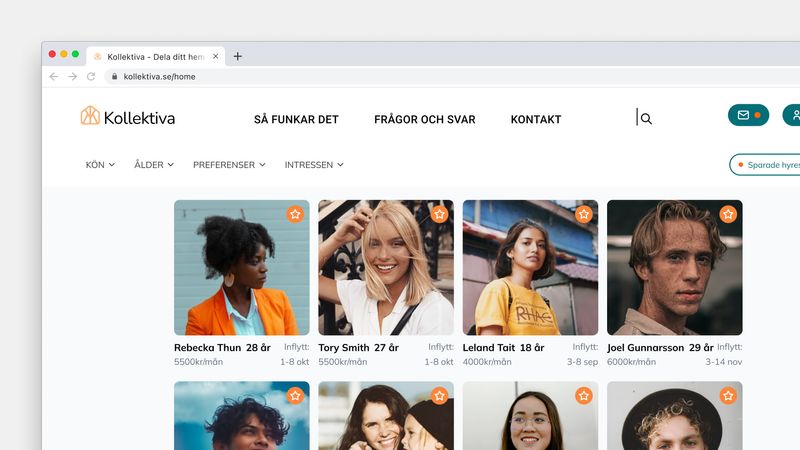 Kollektiva - Dela ditt hem
kollektiva.se/home
Kollektiva
SÅ FUNKAR DET
FRÅGOR OCH SVAR
KONTAKT
KÖN
ÅLDER
PREFERENSER
INTRESSEN
Sparade hyres
Rebecka Thun 28 år Inflytt:
5500kr/mån 1-8 okt
Tory Smith 27 år Inflytt:
5500kr/mån 1-8 okt
RHAE
Leland Tait 18 år Inflytt:
4000kr/mån 3-8 sep
Joel Gunnarsson 29 år Inflytt:
6000kr/mån 3-14 nov